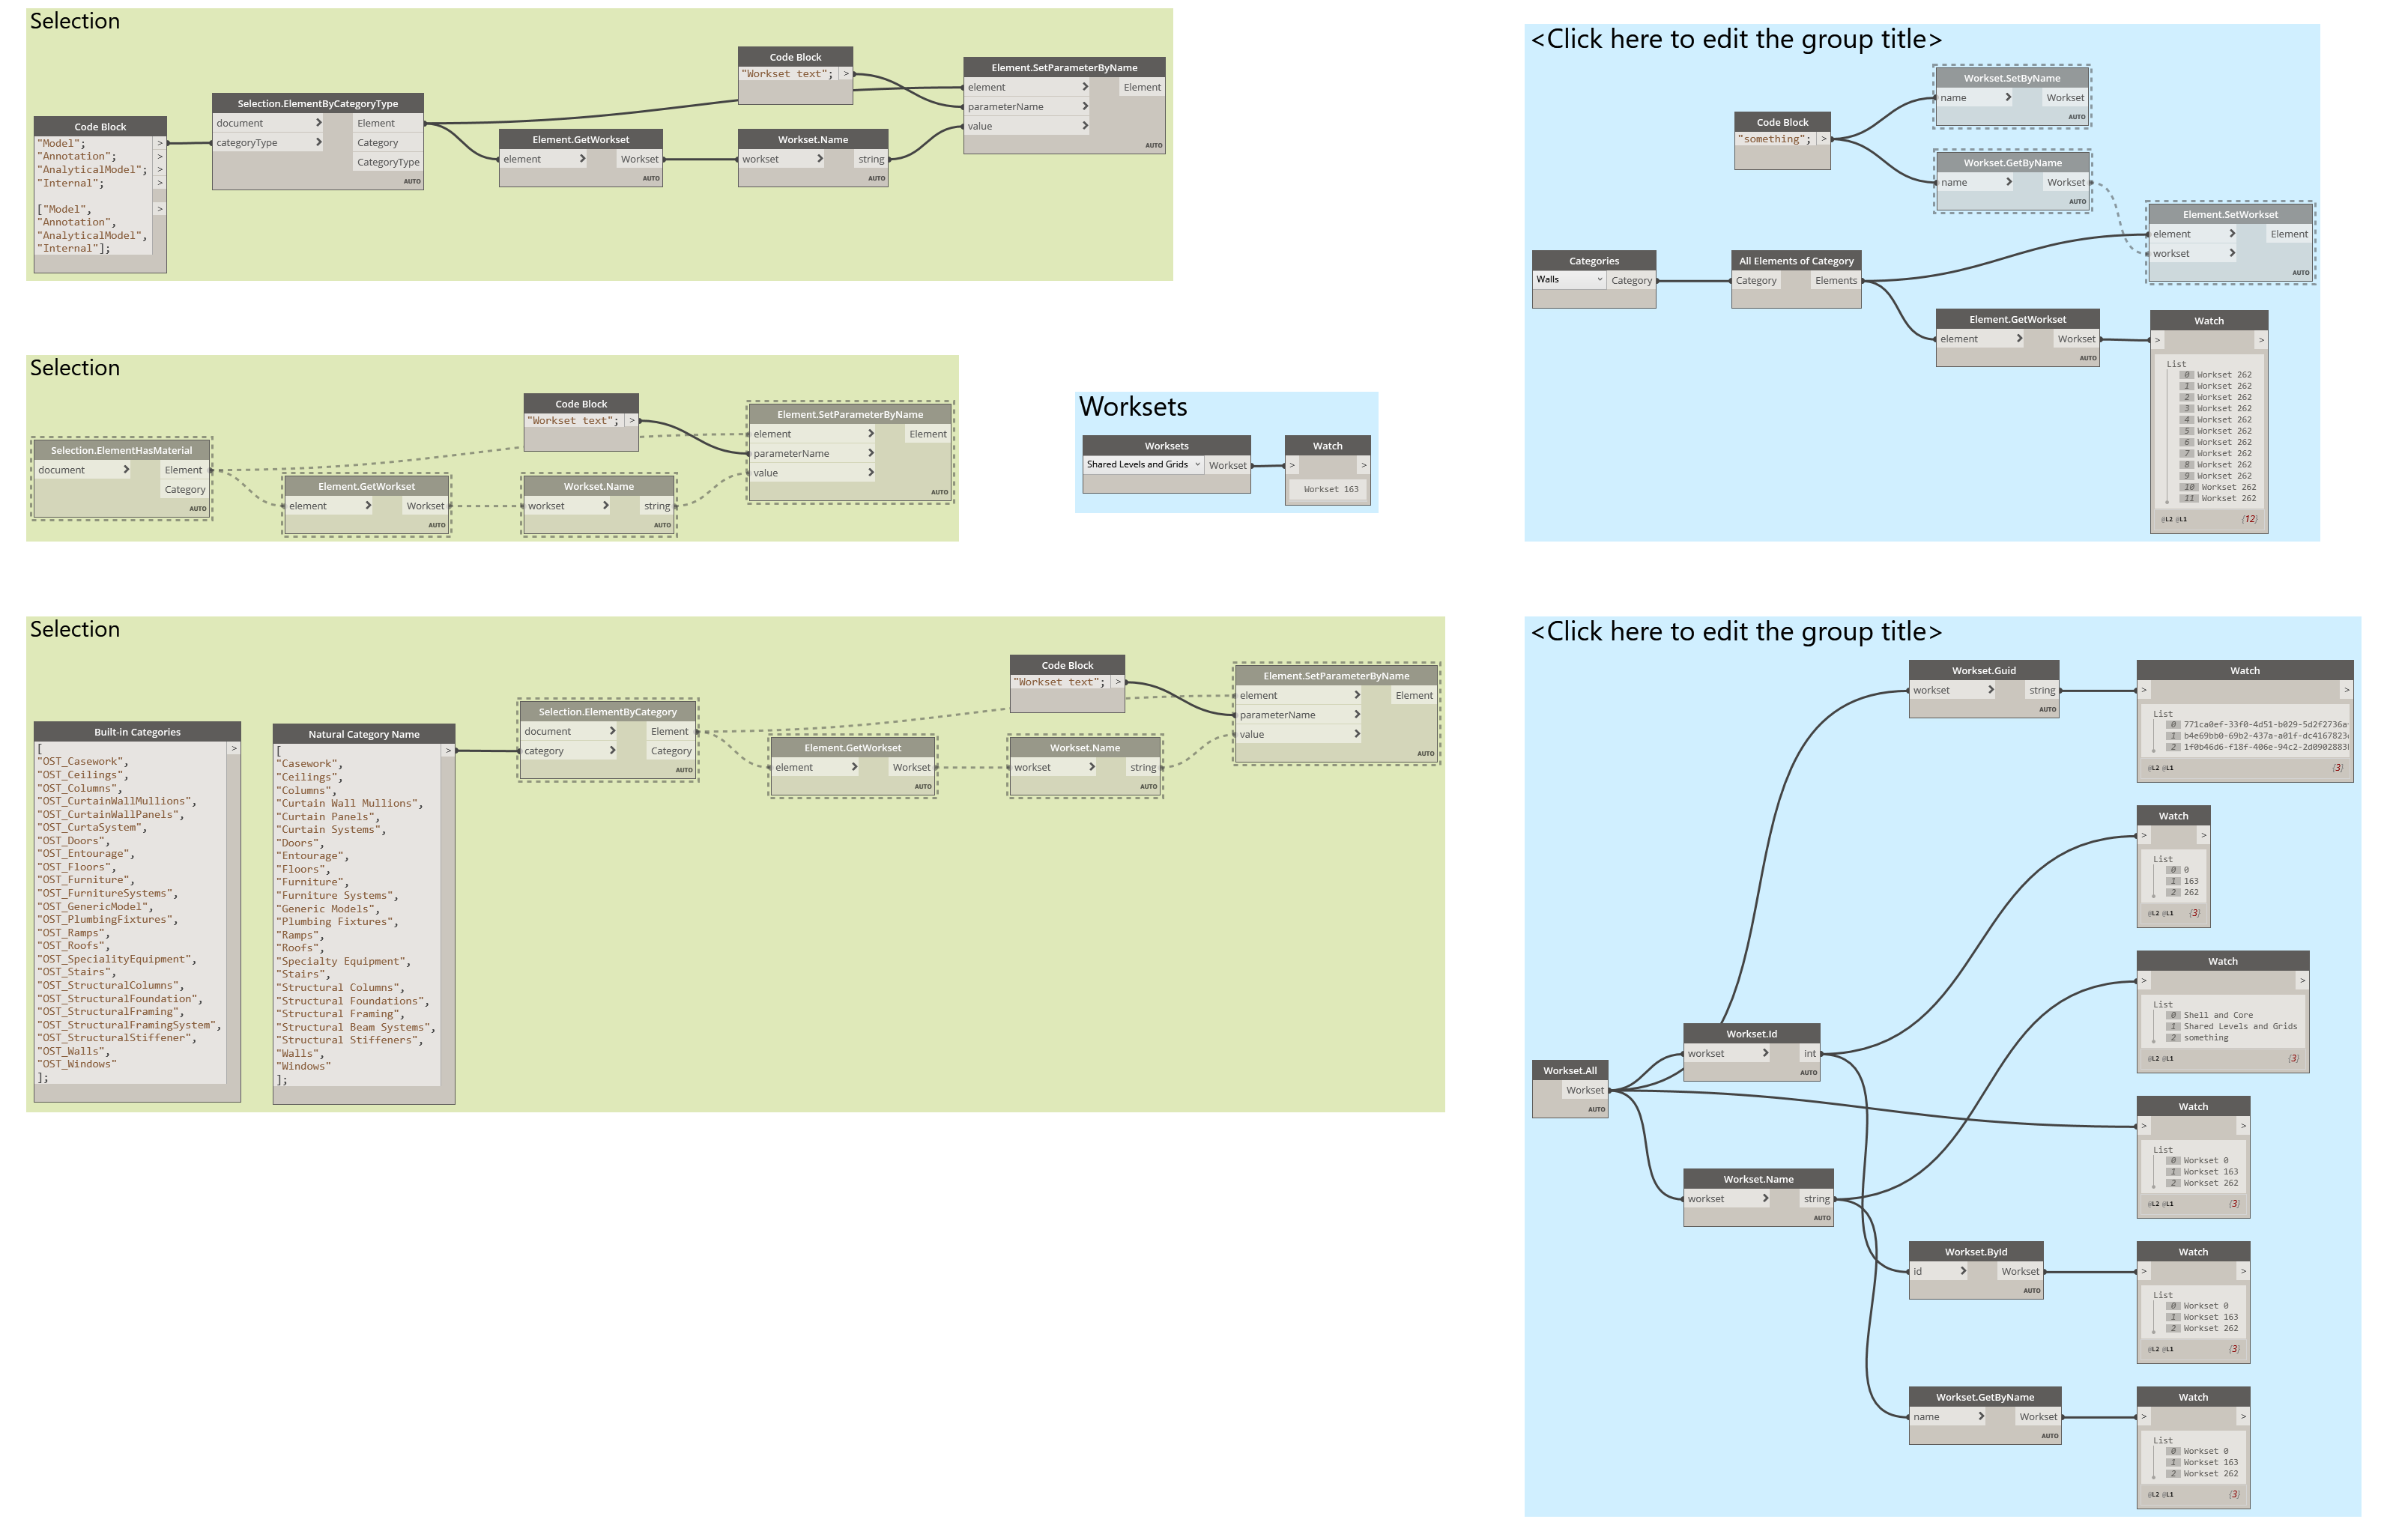 Selection
Code Block
"Model";
>
"Annotation";
>
"AnalyticalModel";
>
"Internal";
>
["Model",
>
"Annotation",
"AnalyticalModel",
"Internal"];
Selection.ElementByCategoryType
document > Element
categoryType > Category
CategoryType
AUTO
Element.GetWorkset
element > Workset
AUTO
Code Block
"Workset text"; >
Workset.Name
workset > string
AUTO
Element.SetParameterByName
element > Element
parameterName >
value >
AUTO
Selection
Selection.ElementHasMaterial
document > Element
Category
AUTO
Element.GetWorkset
element > Workset
AUTO
Code Block
"Workset text"; >
Workset.Name
workset > string
AUTO
Element.SetParameterByName
element > Element
parameterName >
value >
AUTO
Worksets
Worksets
Shared Levels and Grids Workset
Watch
> >
Workset 163
<Click here to edit the group title>
Code Block
"something"; >
Workset.SetByName
name > Workset
AUTO
Workset.GetByName
name > Workset
AUTO
Element.SetWorkset
element > Element
workset >
AUTO
Categories
Walls Category
All Elements of Category
Category Elements
Element.GetWorkset
element > Workset
AUTO
Watch
> >
List
0 Workset 262
1 Workset 262
2 Workset 262
3 Workset 262
4 Workset 262
5 Workset 262
6 Workset 262
7 Workset 262
8 Workset 262
9 Workset 262
10 Workset 262
11 Workset 262
@L2 @L1 {12}
Selection
Built-in Categories
[ >
"OST_Casework",
"OST_Ceilings",
"OST_Columns",
"OST_CurtainWallMullions",
"OST_CurtainWallPanels",
"OST_CurtaSystem",
"OST_Doors",
"OST_Entourage",
"OST_Floors",
"OST_Furniture",
"OST_FurnitureSystems",
"OST_GenericModel",
"OST_PlumbingFixtures",
"OST_Ramps",
"OST_Roofs",
"OST_SpecialityEquipment",
"OST_Stairs",
"OST_StructuralColumns",
"OST_StructuralFoundation",
"OST_StructuralFraming",
"OST_StructuralFramingSystem",
"OST_StructuralStiffener",
"OST_Walls",
"OST_Windows"
];
Natural Category Name
[ >
"Casework",
"Ceilings",
"Columns",
"Curtain Wall Mullions",
"Curtain Panels",
"Curtain Systems",
"Doors",
"Entourage",
"Floors",
"Furniture",
"Furniture Systems",
"Generic Models",
"Plumbing Fixtures",
"Ramps",
"Roofs",
"Specialty Equipment",
"Stairs",
"Structural Columns",
"Structural Foundations",
"Structural Framing",
"Structural Beam Systems",
"Structural Stiffeners",
"Walls",
"Windows"
];
Selection.ElementByCategory
document > Element
category > Category
AUTO
Element.GetWorkset
element > Workset
AUTO
Code Block
"Workset text"; >
Workset.Name
workset > string
AUTO
Element.SetParameterByName
element > Element
parameterName >
value >
AUTO
<Click here to edit the group title>
Workset.Guid
workset > string
AUTO
Watch
> >
List
0 771ca0ef-33f0-4d51-b029-5d2f2736a
1 b4e69bb0-69b2-437a-a01f-dc4167823
2 1f0b46d6-f18f-406e-94c2-2d0902883
@L2 @L1 {3}
Watch
> >
List
0 0
1 163
2 262
@L2 @L1 {3}
Watch
> >
List
0 Shell and Core
1 Shared Levels and Grids
2 something
@L2 @L1 {3}
Workset.Id
workset > int
AUTO
Workset.All
Workset
AUTO
Watch
> >
List
0 Workset 0
1 Workset 163
2 Workset 262
@L2 @L1 {3}
Workset.Name
workset > string
AUTO
Workset.ById
id > Workset
AUTO
Watch
> >
List
0 Workset 0
1 Workset 163
2 Workset 262
@L2 @L1 {3}
Workset.GetByName
name > Workset
AUTO
Watch
> >
List
0 Workset 0
1 Workset 163
2 Workset 262
@L2 @L1 {3}